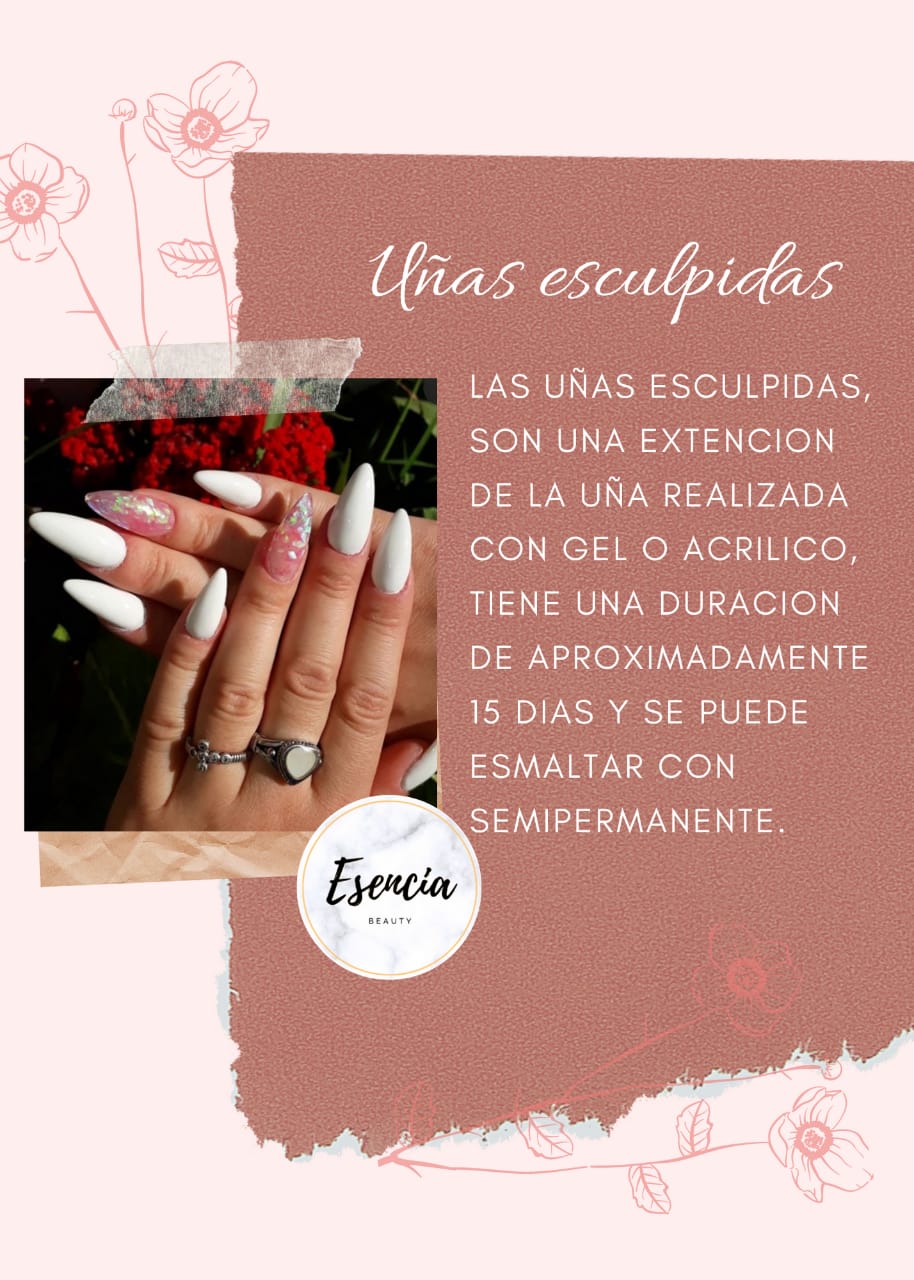 Uñas esculpidas
LAS UÑAS ESCULPIDAS,
SON UNA EXTENCION
DE LA UÑA REALIZADA
CON GEL O ACRILICO,
TIENE UNA DURACION
DE APROXIMADAMENTE
15 DIAS Y SE PUEDE
ESMALTAR CON
SEMIPERMANENTE.
Esencia
BEAUTY